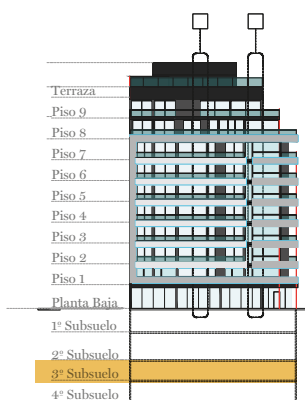 Terraza
Piso 9
Piso 8
Piso 7
Piso 6
Piso 5
Piso 4
Piso 3
Piso 2
Piso 1
Planta Baja
1º Subsuelo
2º Subsuelo
3º Subsuelo
4º Subsuelo